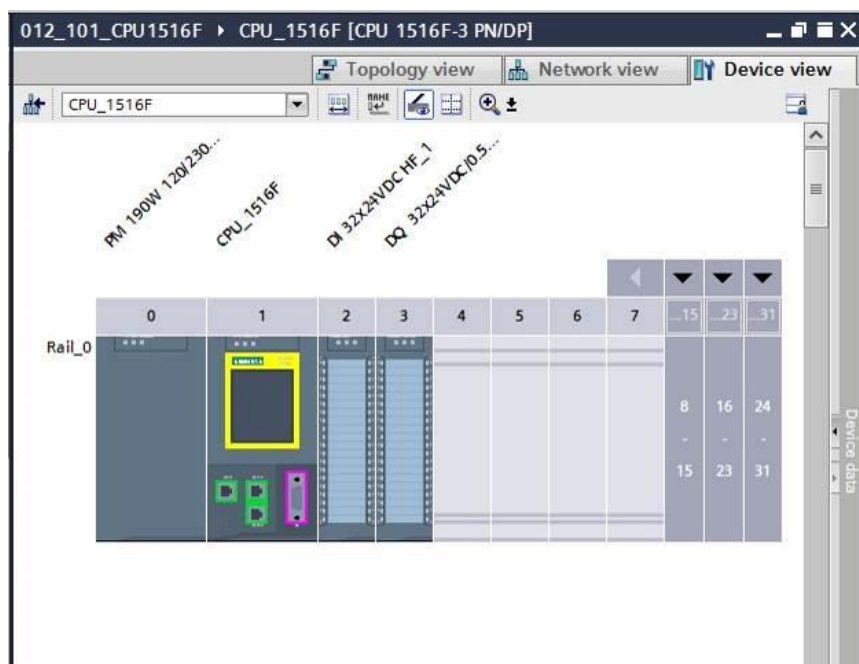 012_101_CPU1516F ▸ CPU_1516F [CPU 1516F-3 PN/DP]
Topology view
Network view
Device view
CPU_1516F
NAME
PM 190W 120/230...
CPU_1516F
DI 32x24VDC HF_1
DQ 32x24VDC/0.5...
0 1 2 3 4 5 6 7 ...15 ...23 ...31
Rail_0
SIEMENS
8 16 24
- - -
15 23 31
Device data